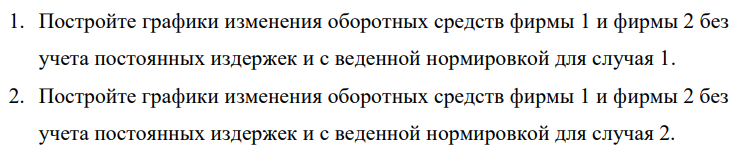 1. Постройте графики изменения оборотных средств фирмы 1 и фирмы 2 без
учета постоянных издержек и с веденной нормировкой для случая 1.
2. Постройте графики изменения оборотных средств фирмы 1 и фирмы 2 без
учета постоянных издержек и с веденной нормировкой для случая 2.